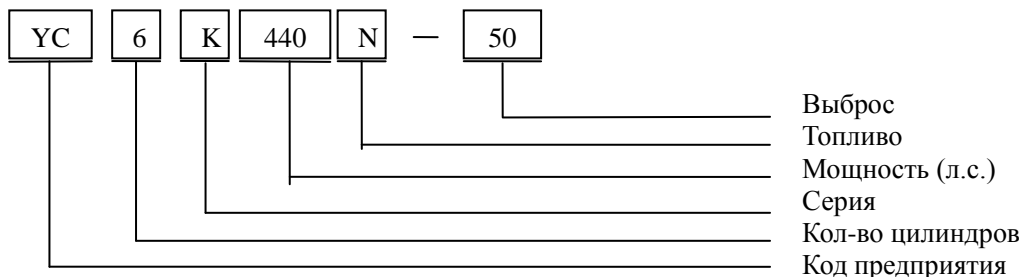 YC 6 K 440 N — 50
Выброс
Топливо
Мощность (л.с.)
Серия
Кол-во цилиндров
Код предприятия